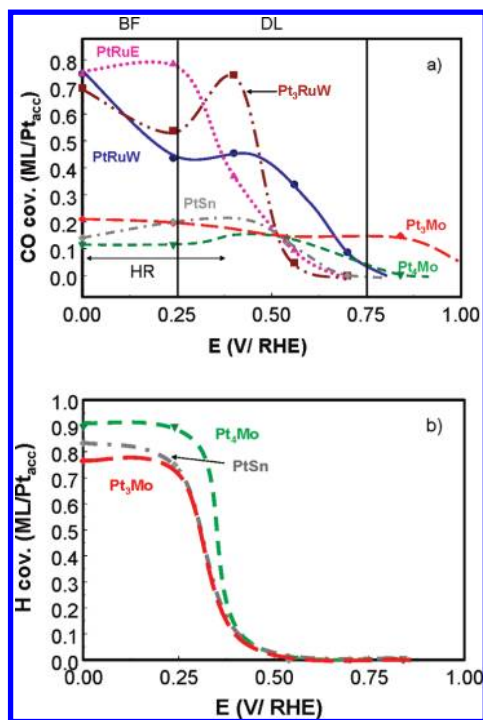 BF DL
a)
PtRuE
Pt3RuW
PtRuW
PtSn
Pt3Mo
Pt4Mo
HR
CO cov. (ML/Ptacc)
0.8
0.7
0.6
0.5
0.4
0.3
0.2
0.1
0.0
0.00 0.25 0.50 0.75 1.00
E (V/ RHE)
b)
Pt4Mo
PtSn
Pt3Mo
H cov. (ML/Ptacc)
1.0
0.9
0.8
0.7
0.6
0.5
0.4
0.3
0.2
0.1
0.0
0.00 0.25 0.50 0.75 1.00
E (V/ RHE)